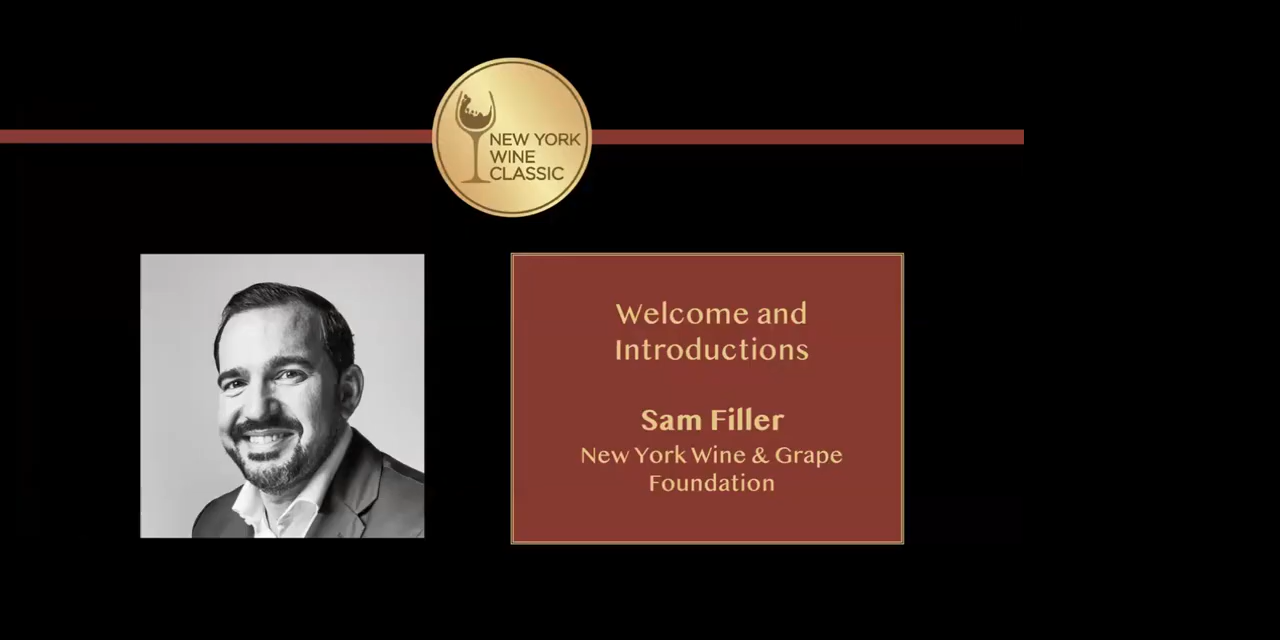 NEW YORK
WINE
CLASSIC
Welcome and
Introductions
Sam Filler
New York Wine & Grape
Foundation